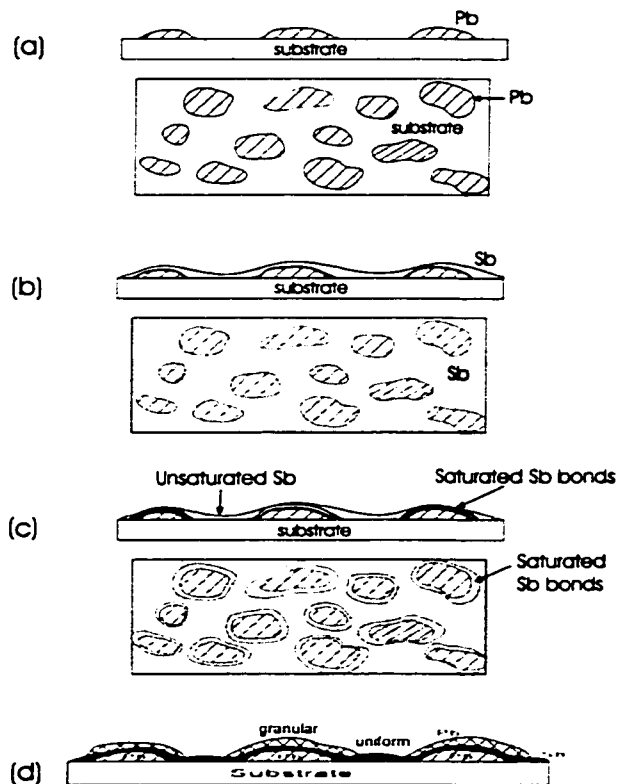 Pb
(a)
substrate
Pb
substrate
Sb
(b)
substrate
Sb
Unsaturated Sb
Saturated Sb bonds
(c)
substrate
Saturated
Sb bonds
granular
uniform
Pb
(d)
Substrate